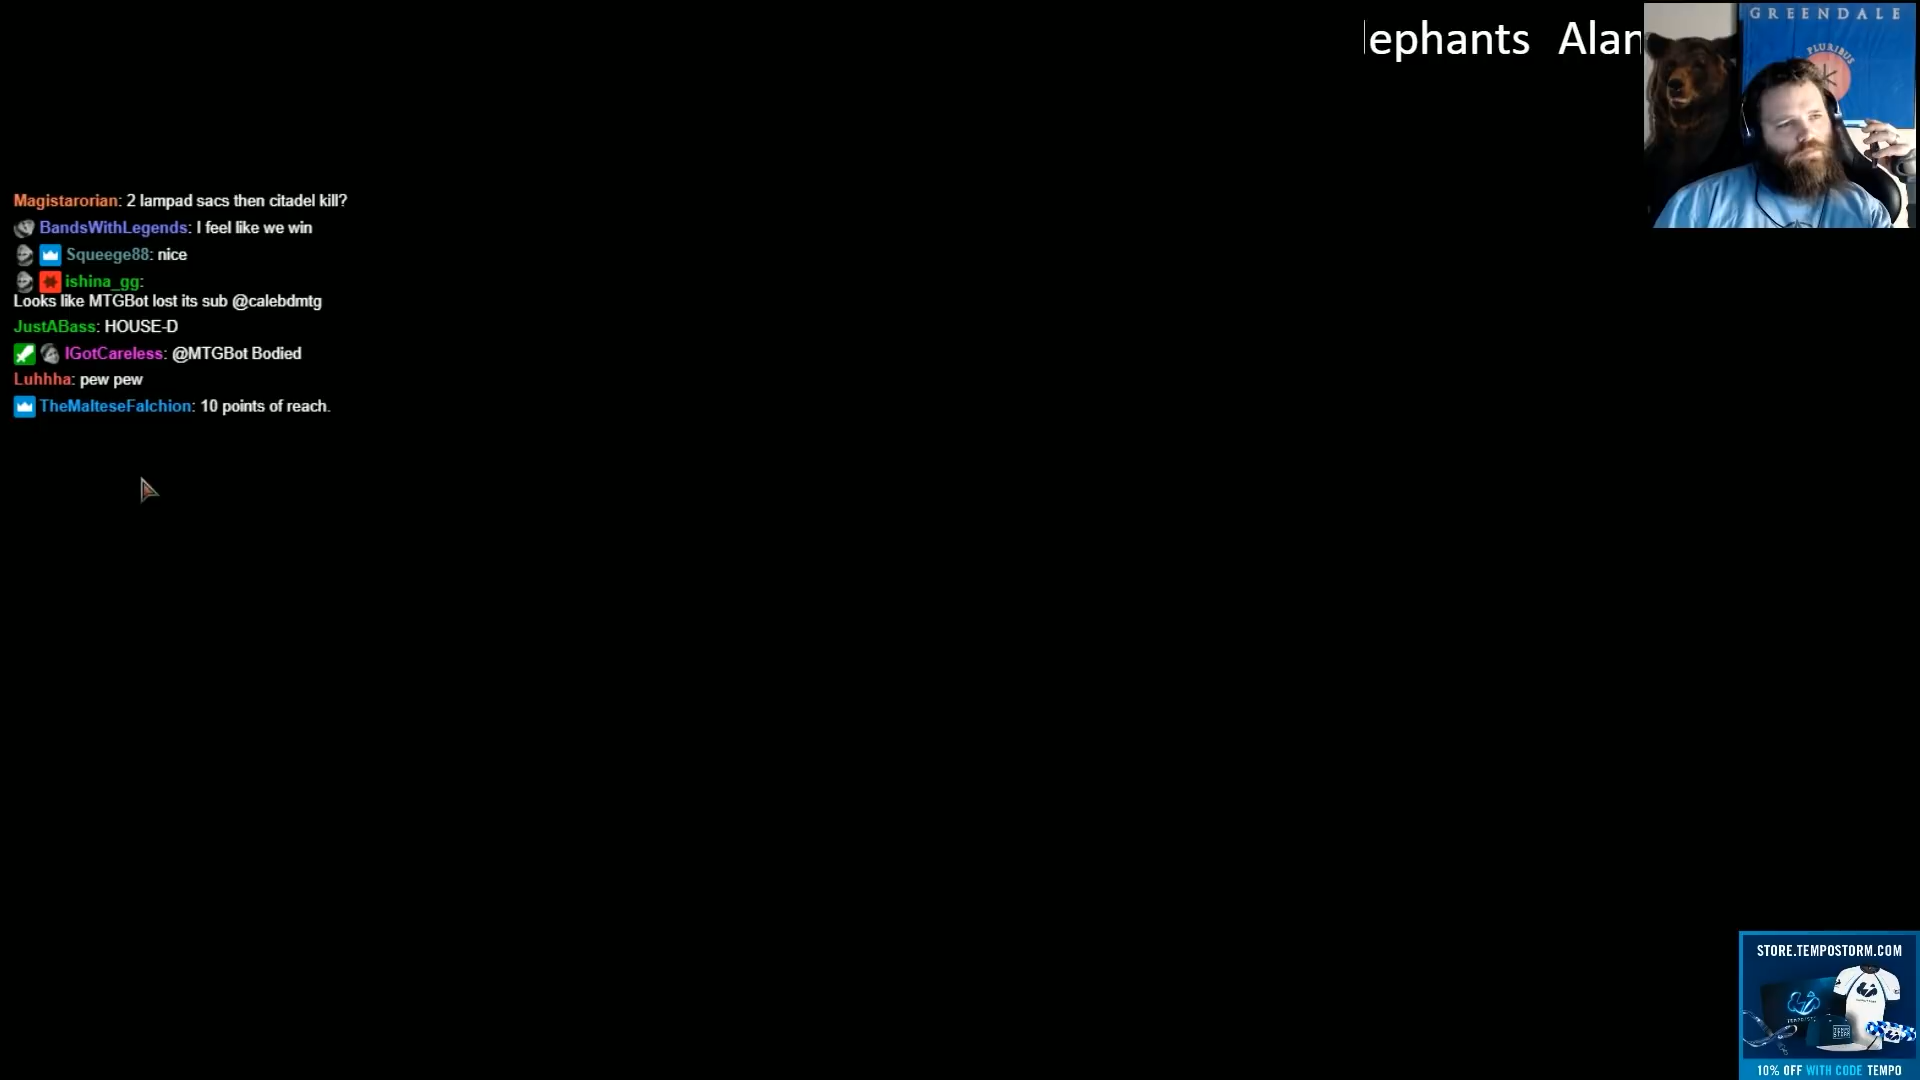 ephants Alan
GREENDALE
PLURIBUS
Magistarorian: 2 lampad sacs then citadel kill?
BandsWithLegends: I feel like we win
Squeege88: nice
ishina_gg:
Looks like MTGBot lost its sub @calebdmtg
JustABass: HOUSE-D
IGotCareless: @MTGBot Bodied
Luhhha: pew pew
TheMalteseFalchion: 10 points of reach.
STORE.TEMPOSTORM.COM
10% OFF WITH CODE TEMPO